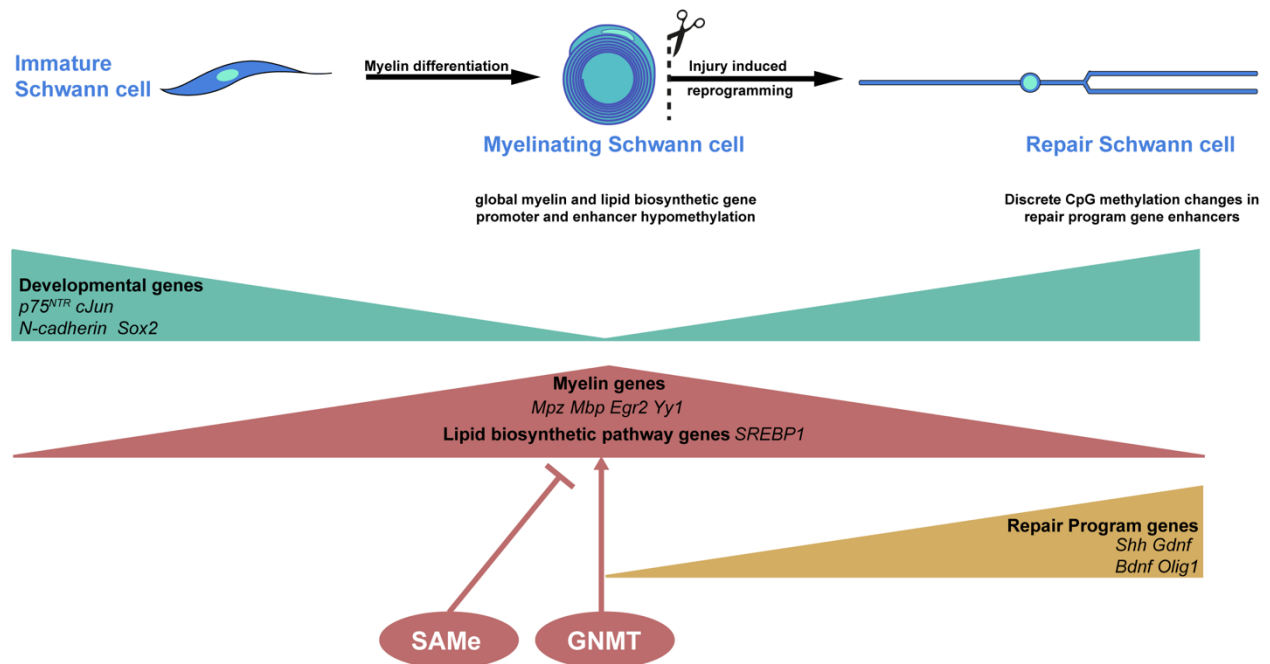 Immature
Schwann cell
Myelin differentiation
Injury induced
reprogramming
Myelinating Schwann cell
Repair Schwann cell
global myelin and lipid biosynthetic gene
promoter and enhancer hypomethylation
Discrete CpG methylation changes in
repair program gene enhancers
Developmental genes
p75ᴺᵀᴿ cJun
N-cadherin Sox2
Myelin genes
Mpz Mbp Egr2 Yy1
Lipid biosynthetic pathway genes SREBP1
Repair Program genes
Shh Gdnf
Bdnf Olig1
SAMe
GNMT